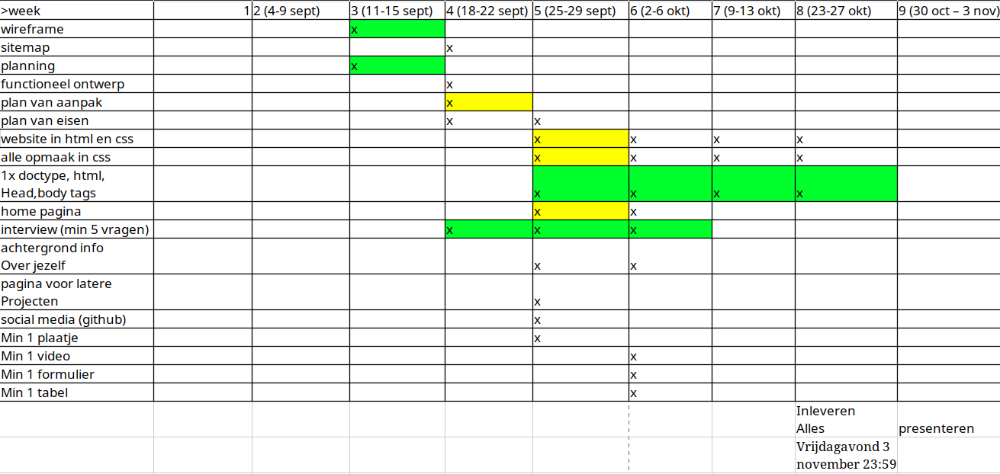 >week 1 2 (4-9 sept) 3 (11-15 sept) 4 (18-22 sept) 5 (25-29 sept) 6 (2-6 okt) 7 (9-13 okt) 8 (23-27 okt) 9 (30 oct – 3 nov)
wireframe x
sitemap x
planning x
functioneel ontwerp x
plan van aanpak x
plan van eisen x x
website in html en css x x x x
alle opmaak in css x x x x
1x doctype, html,
Head,body tags x x x x
home pagina x x
interview (min 5 vragen) x x x
achtergrond info
Over jezelf x x
pagina voor latere
Projecten x
social media (github) x
Min 1 plaatje x
Min 1 video x
Min 1 formulier x
Min 1 tabel x
Inleveren
Alles presenteren
Vrijdagavond 3
november 23:59